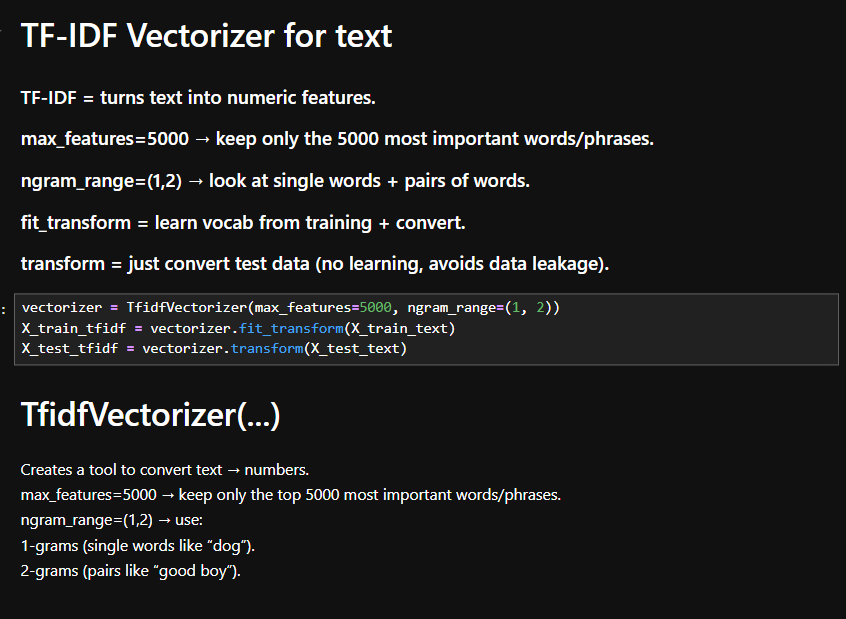 TF-IDF Vectorizer for text
TF-IDF = turns text into numeric features.
max_features=5000 → keep only the 5000 most important words/phrases.
ngram_range=(1,2) → look at single words + pairs of words.
fit_transform = learn vocab from training + convert.
transform = just convert test data (no learning, avoids data leakage).
: vectorizer = TfidfVectorizer(max_features=5000, ngram_range=(1, 2))
X_train_tfidf = vectorizer.fit_transform(X_train_text)
X_test_tfidf = vectorizer.transform(X_test_text)
TfidfVectorizer(...)
Creates a tool to convert text → numbers.
max_features=5000 → keep only the top 5000 most important words/phrases.
ngram_range=(1,2) → use:
1-grams (single words like “dog”).
2-grams (pairs like “good boy”).